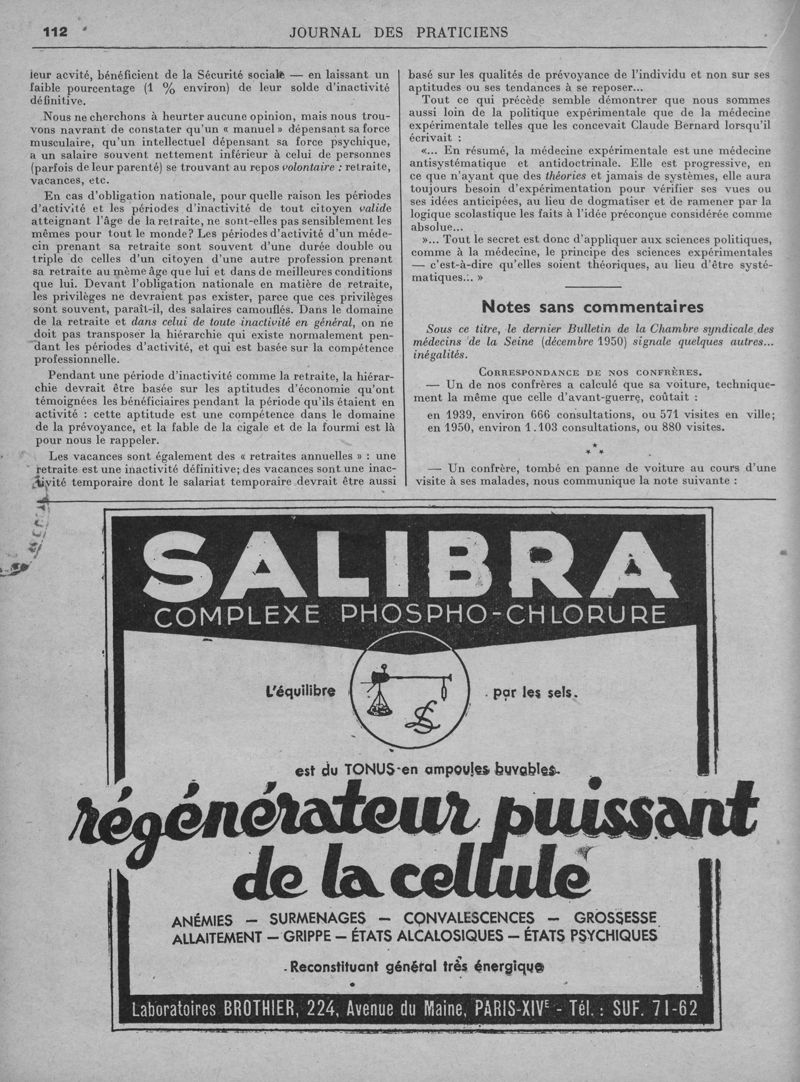 112
JOURNAL DES PRATICIENS
leur acvité, bénéficient de la Sécurité sociale — en laissant un
faible pourcentage (1 % environ) de leur solde d'inactivité
définitive.
Nous ne cherchons à heurter aucune opinion, mais nous trou-
vons navrant de constater qu'un « manuel » dépensant sa force
musculaire, qu'un intellectuel dépensant sa force psychique,
a un salaire souvent nettement inférieur à celui de personnes
(parfois de leur parenté) se trouvant au repos volontaire : retraite,
vacances, etc.
En cas d'obligation nationale, pour quelle raison les périodes
d'activité et les périodes d'inactivité de tout citoyen valide
atteignant l'âge de la retraite, ne sont-elles pas sensiblement les
mêmes pour tout le monde? Les périodes d'activité d'un méde-
cin prenant sa retraite sont souvent d'une durée double ou
triple de celles d'un citoyen d'une autre profession prenant
sa retraite au même âge que lui et dans de meilleures conditions
que lui. Devant l'obligation nationale en matière de retraite,
les privilèges ne devraient pas exister, parce que ces privilèges
sont souvent, paraît-il, des salaires camouflés. Dans le domaine
de la retraite et dans celui de toute inactivité en général, on ne
doit pas transposer la hiérarchie qui existe normalement pen-
dant les périodes d'activité, et qui est basée sur la compétence
professionnelle.
Pendant une période d'inactivité comme la retraite, la hiérar-
chie devrait être basée sur les aptitudes d'économie qu'ont
témoignées les bénéficiaires pendant la période qu'ils étaient en
activité : cette aptitude est une compétence dans le domaine
de la prévoyance, et la fable de la cigale et de la fourmi est là
pour nous le rappeler.
Les vacances sont également des « retraites annuelles » : une
retraite est une inactivité définitive; des vacances sont une inac-
tivité temporaire dont le salariat temporaire devrait être aussi
basé sur les qualités de prévoyance de l'individu et non sur ses
aptitudes ou ses tendances à se reposer...
Tout ce qui précède semble démontrer que nous sommes
aussi loin de la politique expérimentale que de la médecine
expérimentale telles que les concevait Claude Bernard lorsqu'il
écrivait :
«... En résumé, la médecine expérimentale est une médecine
antisystématique et antidoctrinale. Elle est progressive, en
ce que n'ayant que des théories et jamais de systèmes, elle aura
toujours besoin d'expérimentation pour vérifier ses vues ou
ses idées anticipées, au lieu de dogmatiser et de ramener par la
logique scolastique les faits à l'idée préconçue considérée comme
absolue...
»... Tout le secret est donc d'appliquer aux sciences politiques,
comme à la médecine, le principe des sciences expérimentales
— c'est-à-dire qu'elles soient théoriques, au lieu d'être systé-
matiques... »
Notes sans commentaires
Sous ce titre, le dernier Bulletin de la Chambre syndicale des
médecins de la Seine (décembre 1950) signale quelques autres...
inégalités.
CORRESPONDANCE DE NOS CONFRÈRES.
— Un de nos confrères a calculé que sa voiture, technique-
ment la même que celle d'avant-guerre, coûtait :
en 1939, environ 666 consultations, ou 571 visites en ville;
en 1950, environ 1.103 consultations, ou 880 visites.
* * *
— Un confrère, tombé en panne de voiture au cours d'une
visite à ses malades, nous communique la note suivante :
SALIBRA
COMPLEXE PHOSPHO-CHLORURE
L'équilibre par les sels.
LS
est du TONUS en ampoules buvables.
régénérateur puissant
de la cellule
ANÉMIES — SURMENAGES — CONVALESCENCES — GROSSESSE
ALLAITEMENT — GRIPPE — ÉTATS ALCALOSIQUES — ÉTATS PSYCHIQUES
Reconstituant général très énergique
Laboratoires BROTHIER, 224, Avenue du Maine, PARIS-XIVE - Tél. : SUF. 71-62